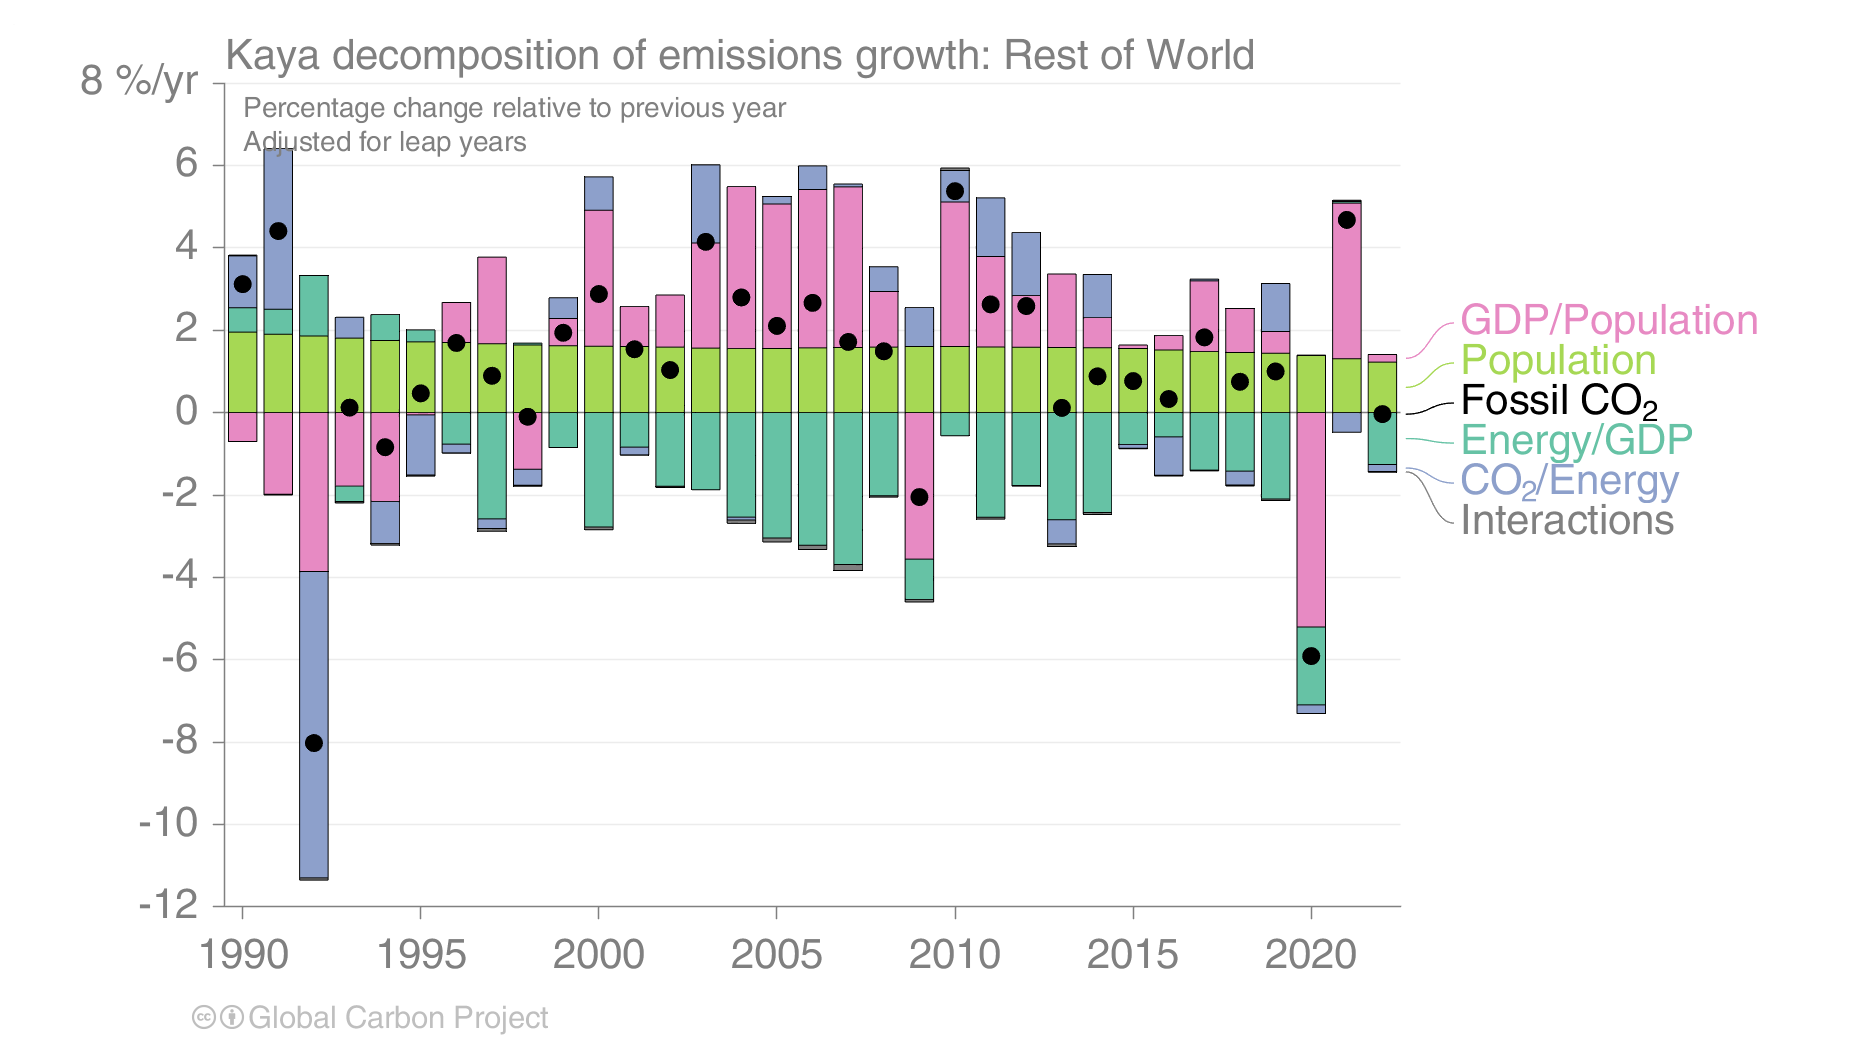 Kaya decomposition of emissions growth: Rest of World
8 %/yr
Percentage change relative to previous year
Adjusted for leap years
6
4
2
0
-2
-4
-6
-8
-10
-12
GDP/Population
Population
Fossil CO₂
Energy/GDP
CO₂/Energy
Interactions
1990 1995 2000 2005 2010 2015 2020
cc Global Carbon Project